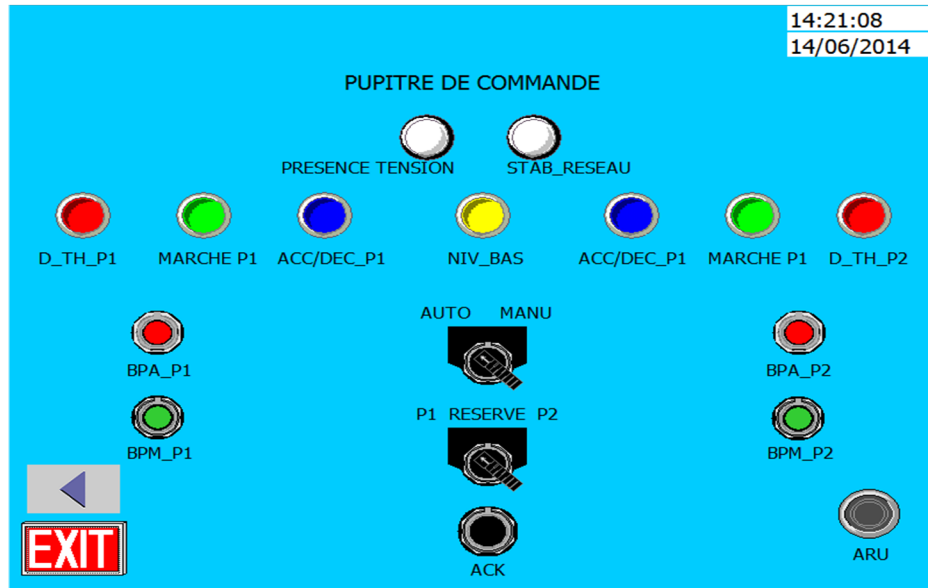 14:21:08
14/06/2014
PUPITRE DE COMMANDE
PRESENCE TENSION STAB_RESEAU
D_TH_P1 MARCHE P1 ACC/DEC_P1 NIV_BAS ACC/DEC_P1 MARCHE P1 D_TH_P2
AUTO MANU
BPA_P1 BPA_P2
P1 RESERVE P2
BPM_P1 BPM_P2
EXIT
ARU
ACK